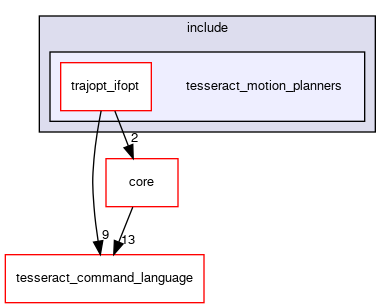 include
trajopt_ifopt
tesseract_motion_planners
2
core
9
13
tesseract_command_language